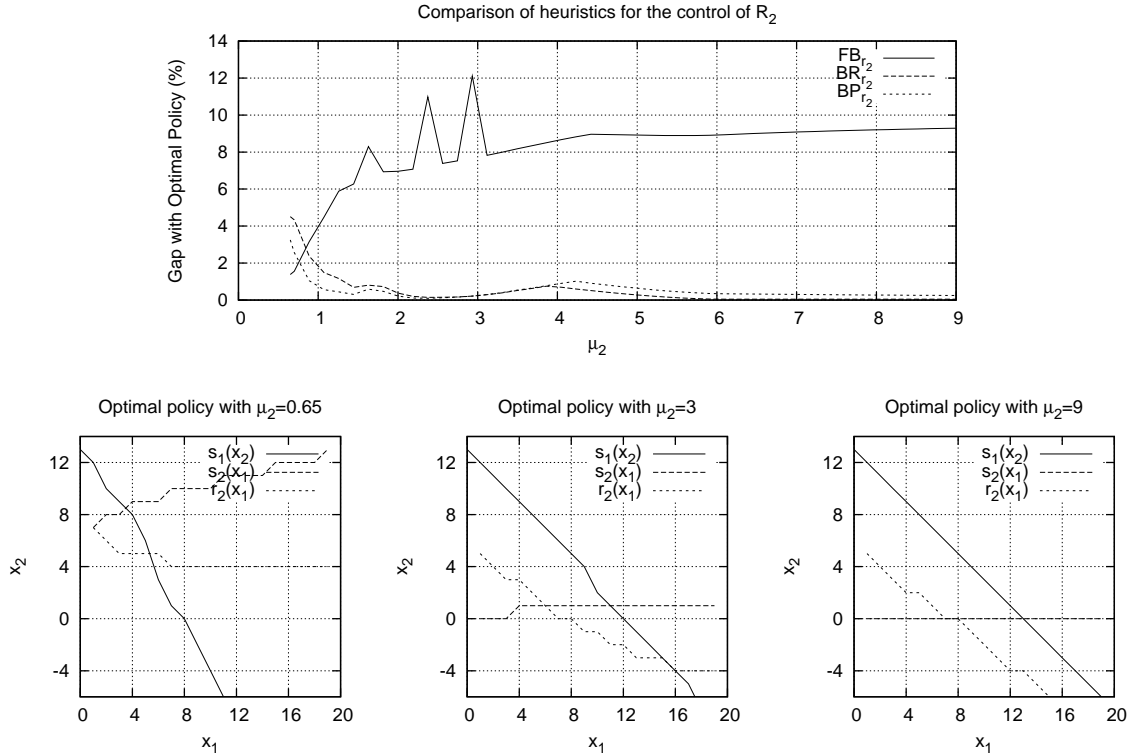 Comparison of heuristics for the control of R₂
Gap with Optimal Policy (%)
14
12
10
8
6
4
2
0
FB_r₂
BR_r₂
BP_r₂
0 1 2 3 4 5 6 7 8 9
μ₂
Optimal policy with μ₂=0.65
x₂
12
8
4
0
-4
s₁(x₂)
s₂(x₁)
r₂(x₁)
0 4 8 12 16 20
x₁
Optimal policy with μ₂=3
x₂
12
8
4
0
-4
s₁(x₂)
s₂(x₁)
r₂(x₁)
0 4 8 12 16 20
x₁
Optimal policy with μ₂=9
x₂
12
8
4
0
-4
s₁(x₂)
s₂(x₁)
r₂(x₁)
0 4 8 12 16 20
x₁